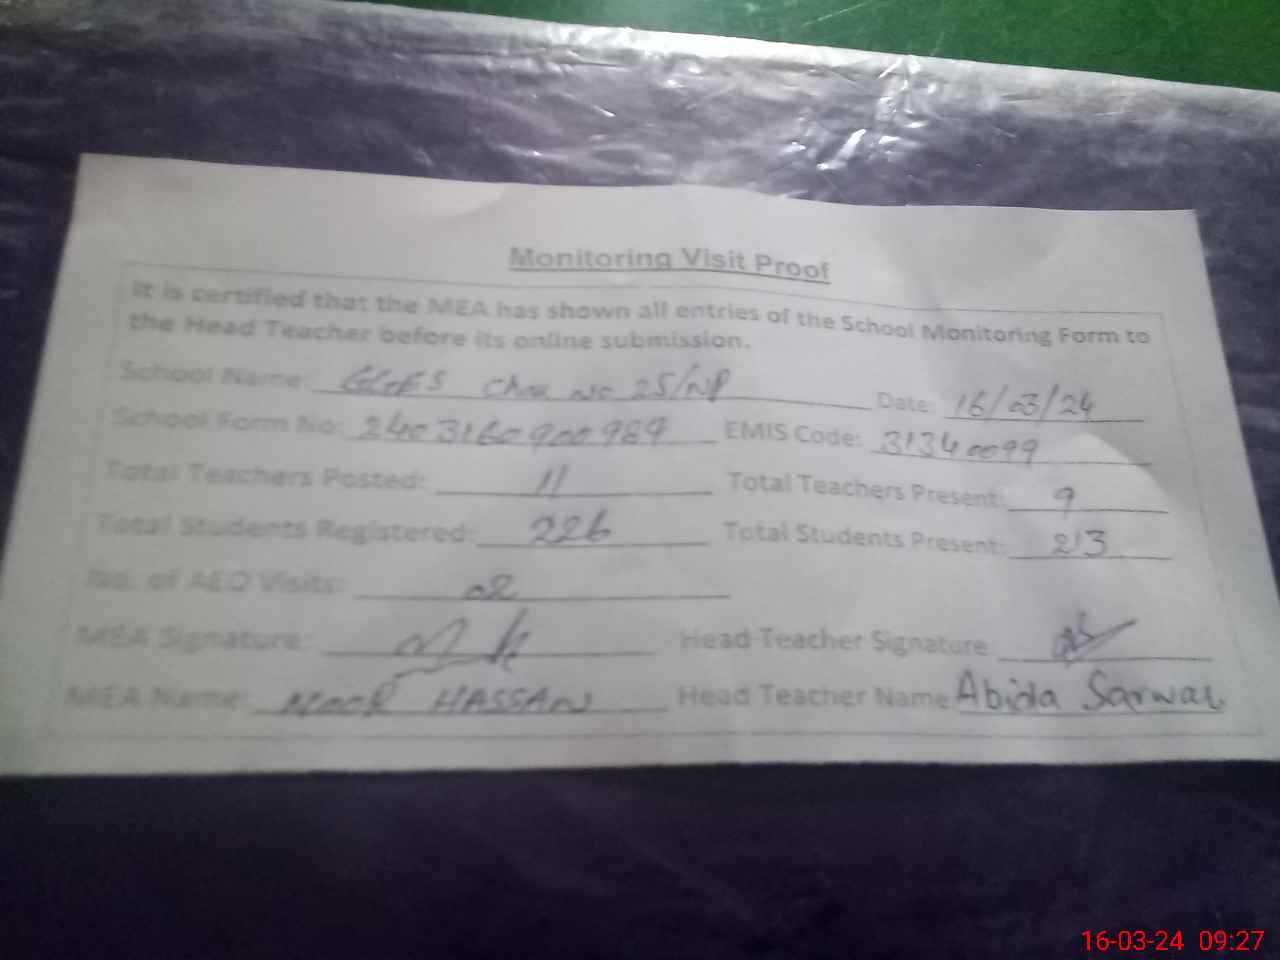 Monitoring Visit Proof
It is certified that the MEA has shown all entries of the School Monitoring Form to
the Head Teacher before its online submission.
School Name: GGES Chak No 25/NP Date: 16/03/24
School Form No: 2403160900989 EMIS Code: 31340099
Total Teachers Posted: 11 Total Teachers Present: 9
Total Students Registered: 226 Total Students Present: 213
No. of AEO Visits: 02
MEA Signature: Head Teacher Signature
MEA Name: HASSAN Head Teacher Name Abida Sarwar
16-03-24 09:27